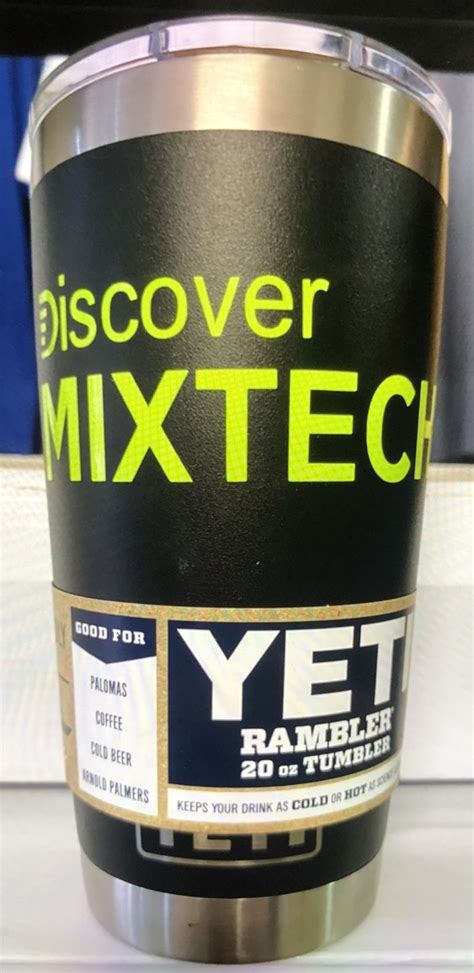 Discover
MIXTECH
GOOD FOR
PALOMAS
COFFEE
COLD BEER
ARNOLD PALMERS
YETI
RAMBLER
20 oz TUMBLER
KEEPS YOUR DRINK AS COLD OR HOT AS
YETI